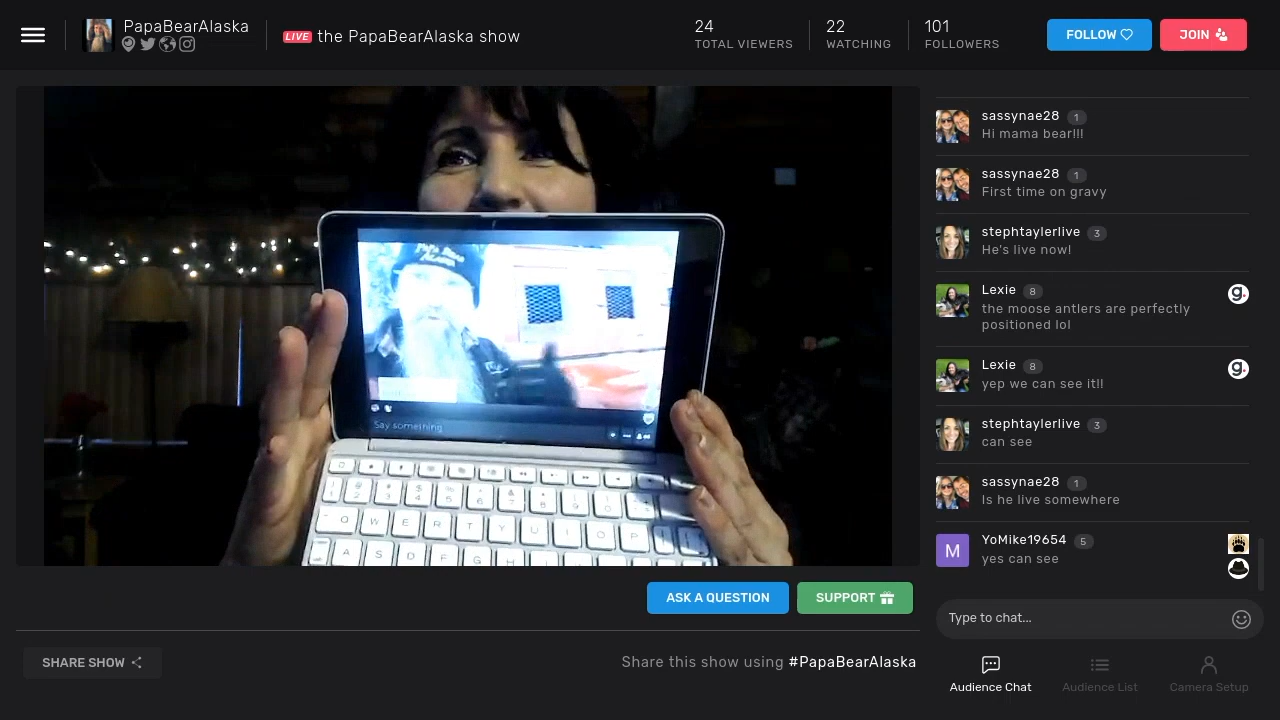 PapaBearAlaska
LIVE the PapaBearAlaska show
24
TOTAL VIEWERS
22
WATCHING
101
FOLLOWERS
FOLLOW
JOIN
Papa Bear
Alaska
Say something
sassynae28 1
Hi mama bear!!!
sassynae28 1
First time on gravy
stephtaylerlive 3
He's live now!
Lexie 8
g.
the moose antlers are perfectly
positioned lol
Lexie 8
g.
yep we can see it!!
stephtaylerlive 3
can see
sassynae28 1
Is he live somewhere
M
YoMike19654 5
yes can see
Type to chat...
ASK A QUESTION
SUPPORT
SHARE SHOW
Share this show using #PapaBearAlaska
Audience Chat
Audience List
Camera Setup